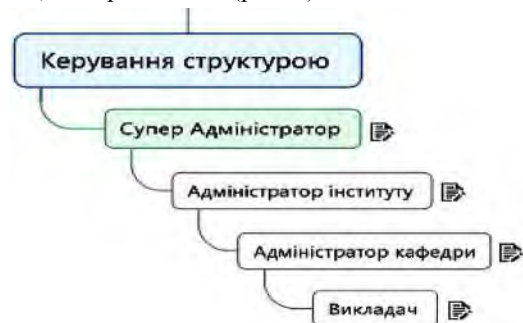 Керування структурою
Супер Адміністратор
Адміністратор інституту
Адміністратор кафедри
Викладач